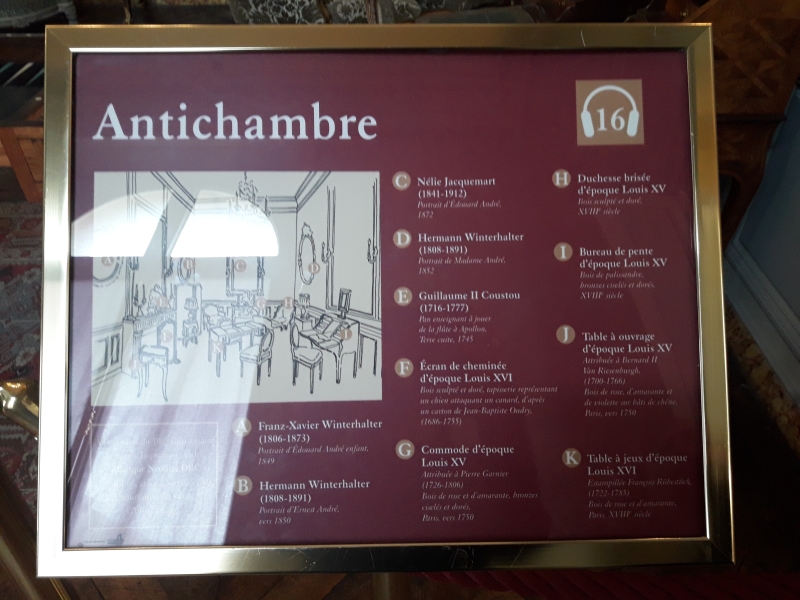 Antichambre
16
A
Franz-Xavier Winterhalter
(1806-1873)
Portrait d'Édouard André enfant,
1849
B
Hermann Winterhalter
(1808-1891)
Portrait d'Ernest André,
vers 1850
C
Nélie Jacquemart
(1841-1912)
Portrait d'Édouard André,
1872
D
Hermann Winterhalter
(1808-1891)
Portrait de Madame André,
1852
E
Guillaume II Coustou
(1716-1777)
Pan enseignant à jouer
de la flûte à Apollon,
Terre cuite, 1745
F
Écran de cheminée
d'époque Louis XVI
Bois sculpté et doré, tapisserie représentant
un chien attaquant un canard, d'après
un carton de Jean-Baptiste Oudry,
(1686-1755)
G
Commode d'époque
Louis XV
Attribuée à Pierre Garnier
(1726-1806)
Bois de rose et d'amarante, bronzes
ciselés et dorés,
Paris, vers 1750
H
Duchesse brisée
d'époque Louis XV
Bois sculpté et doré,
XVIIIe siècle
I
Bureau de pente
d'époque Louis XV
Bois de palissandre,
bronzes ciselés et dorés,
XVIIIe siècle
J
Table à ouvrage
d'époque Louis XV
Attribuée à Bernard II
Van Riesenburgh,
(1700-1766)
Bois de rose, d'amarante et
de violette sur bâti de chêne,
Paris, vers 1750
K
Table à jeux d'époque
Louis XVI
Estampillée François
(1722-1785)
Bois de rose et d'amarante,
Paris, XVIIIe siècle